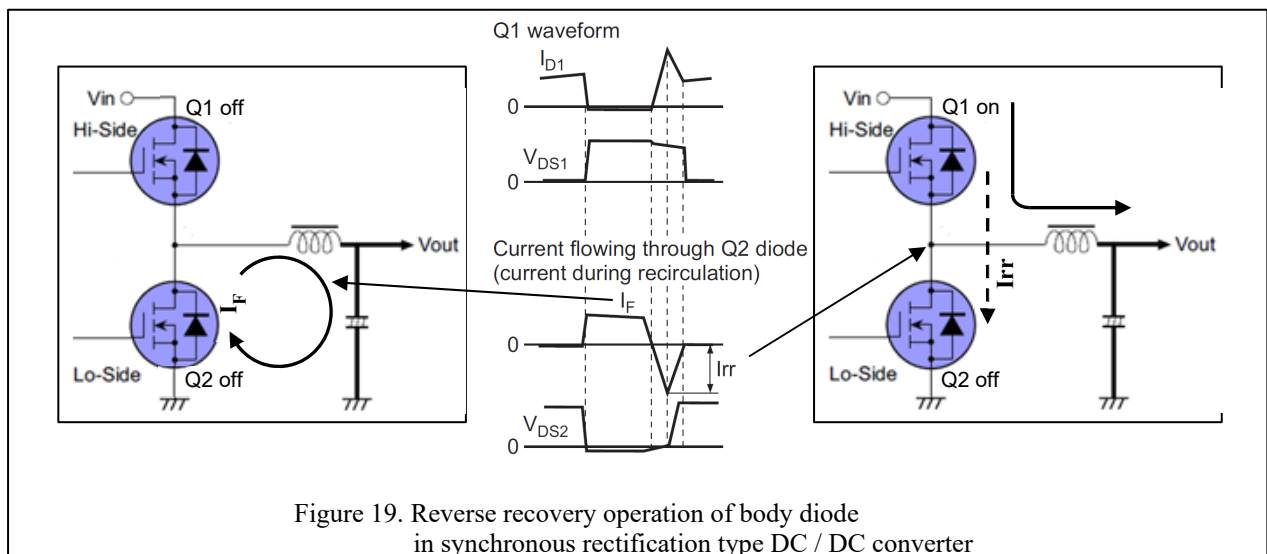 Vin
Q1 off
Hi-Side
Vout
I_F
Lo-Side
Q2 off
Q1 waveform
I_D1
0
V_DS1
0
Current flowing through Q2 diode
(current during recirculation)
I_F
0
Irr
V_DS2
0
Vin
Q1 on
Hi-Side
Irr
Vout
Lo-Side
Q2 off
Figure 19. Reverse recovery operation of body diode
in synchronous rectification type DC / DC converter